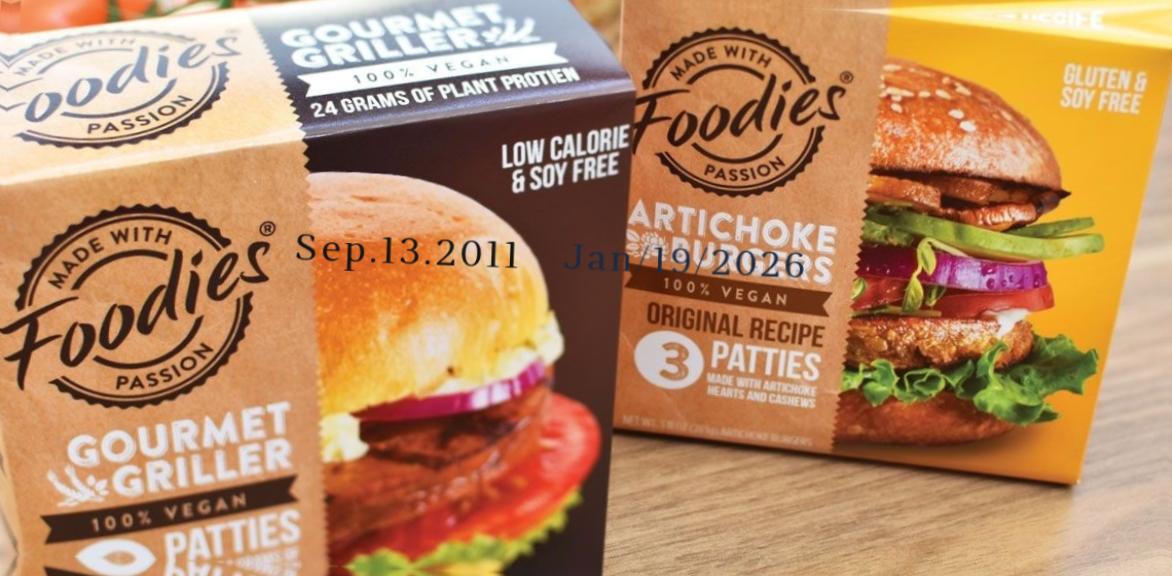 MADE WITH
Foodies®
PASSION
GOURMET
GRILLER
100% VEGAN
24 GRAMS OF PLANT PROTIEN
LOW CALORIE
& SOY FREE
MADE WITH
Foodies®
PASSION
GOURMET
GRILLER
100% VEGAN
PATTIES
Sep.13.2011
Jan/19/2026
RECIPE
GLUTEN &
SOY FREE
MADE WITH
Foodies®
PASSION
ARTICHOKE
100% VEGAN
ORIGINAL RECIPE
3 PATTIES
MADE WITH ARTICHOKE
HEARTS AND CASHEWS
ARTICHOKE BURGERS